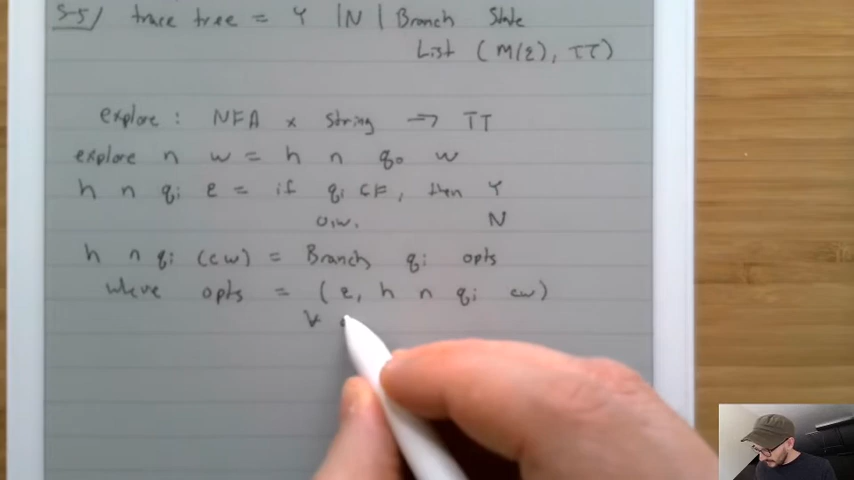 5-5/ trace tree = Y | N | Branch State
List (M(ε), TT)
explore : NFA × string → TT
explore n w = h n q₀ w
h n qᵢ ε = if qᵢ ∈ F, then Y
o.w. N
h n qᵢ (cw) = Branch qᵢ opts
where opts = (ε, h n qᵢ cw)
∀